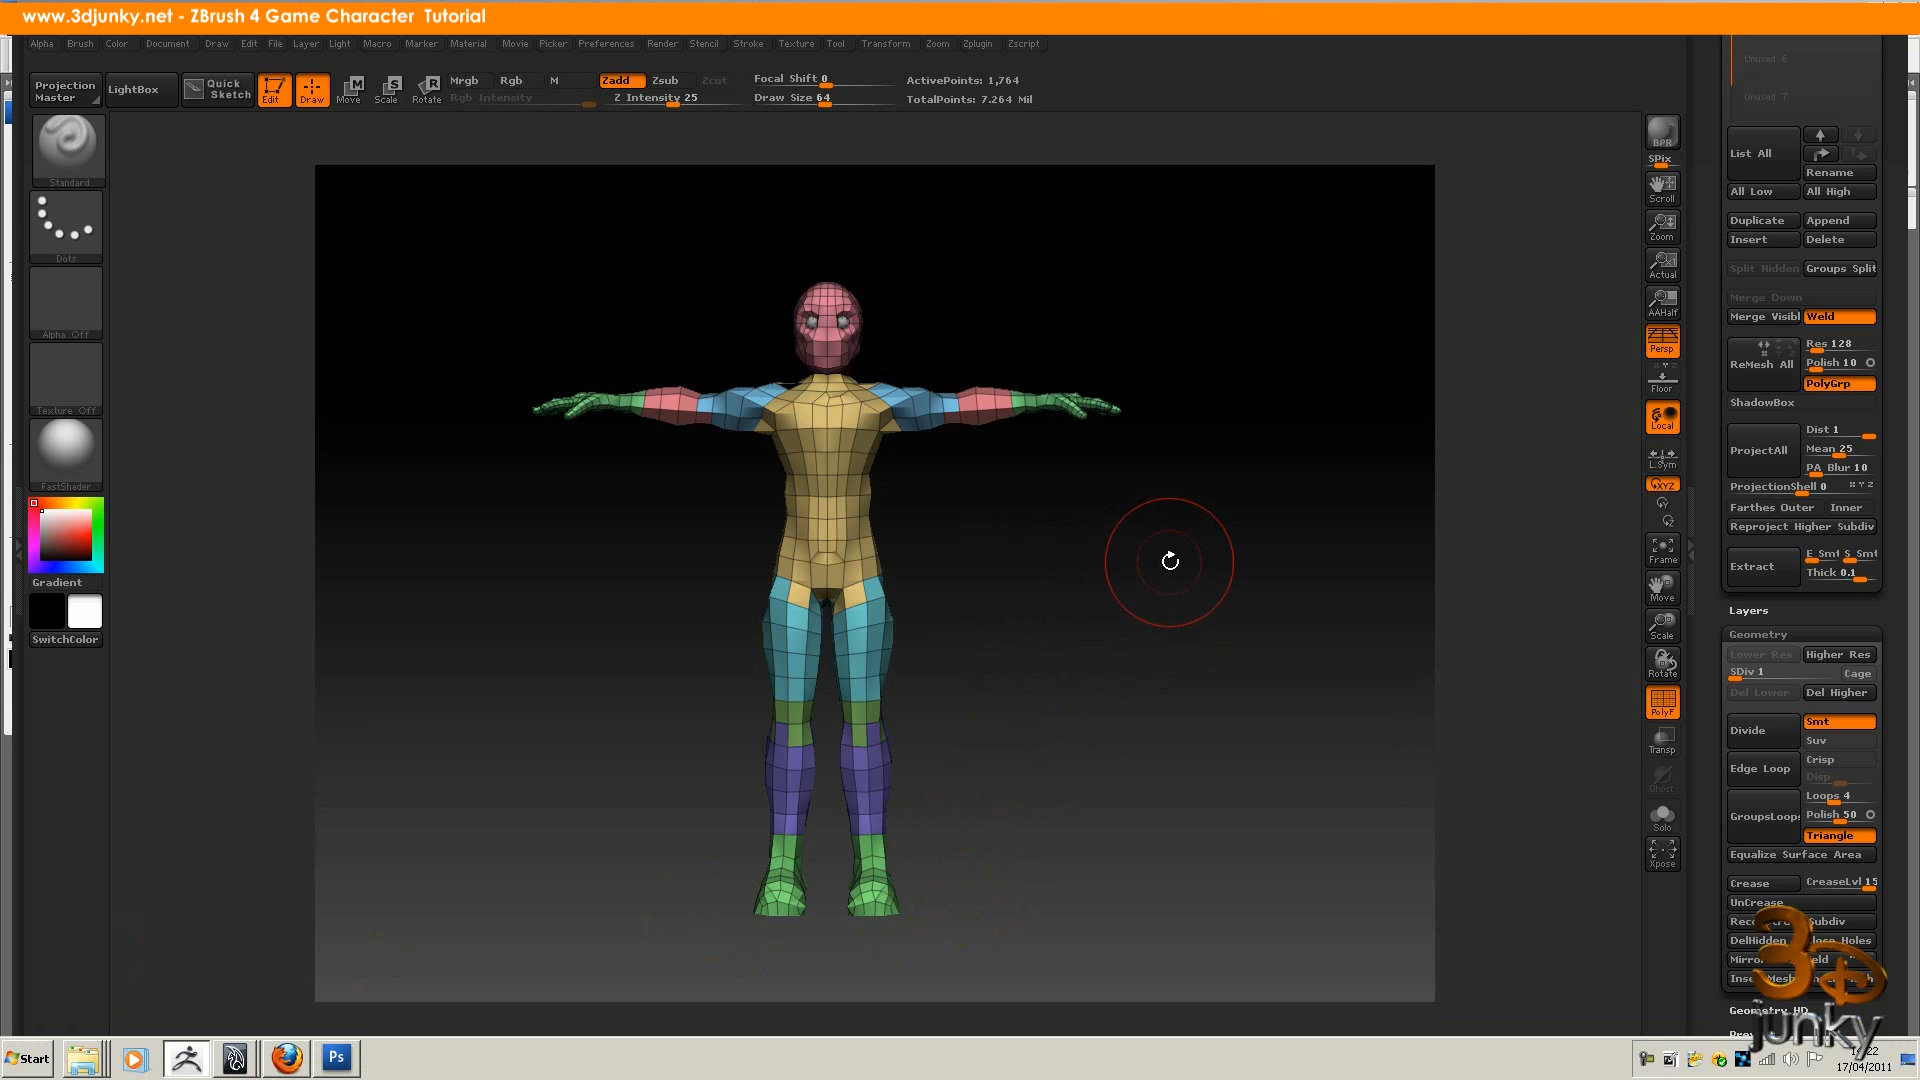 www.3djunky.net - ZBrush 4 Game Character Tutorial
Alpha Brush Color Document Draw Edit File Layer Light Macro Marker Material Movie Picker Preferences Render Stencil Stroke Texture Tool Transform Zoom Zplugin Zscript
Projection Master
LightBox
Quick Sketch
Edit
Draw
Move
Scale
Rotate
Mrgb Rgb M
Rgb Intensity
Zadd Zsub Zcut
Z Intensity 25
Focal Shift 0
Draw Size 64
ActivePoints: 1,764
TotalPoints: 7.264 Mil
Standard
Dots
Alpha Off
Texture Off
FastShader
Gradient
SwitchColor
BPR
SPix
Scroll
Zoom
Actual
AAHalf
Persp
Floor
Local
L.Sym
XYZ
Frame
Move
Scale
Rotate
PolyF
Transp
Ghost
Solo
Xpose
Unused 6
Unused 7
List All
Rename
All Low All High
Duplicate Append
Insert Delete
Split Hidden Groups Split
Merge Down
Merge Visibl Weld
ReMesh All
Res 128
Polish 10
PolyGrp
ShadowBox
ProjectAll
Dist 1
Mean 25
PA Blur 10
ProjectionShell 0
Farthes Outer Inner
Reproject Higher Subdiv
Extract
E Smt S Smt
Thick 0.1
Layers
Geometry
Lower Res Higher Res
SDiv 1 Cage
Del Lower Del Higher
Divide
Smt
Suv
Edge Loop
Crisp
Disp
GroupsLoops
Loops 4
Polish 50
Triangle
Equalize Surface Area
Crease CreaseLvl 15
UnCrease
Subdiv
DelHidden
Holes
3D junky
Start
Ps
17/04/2011